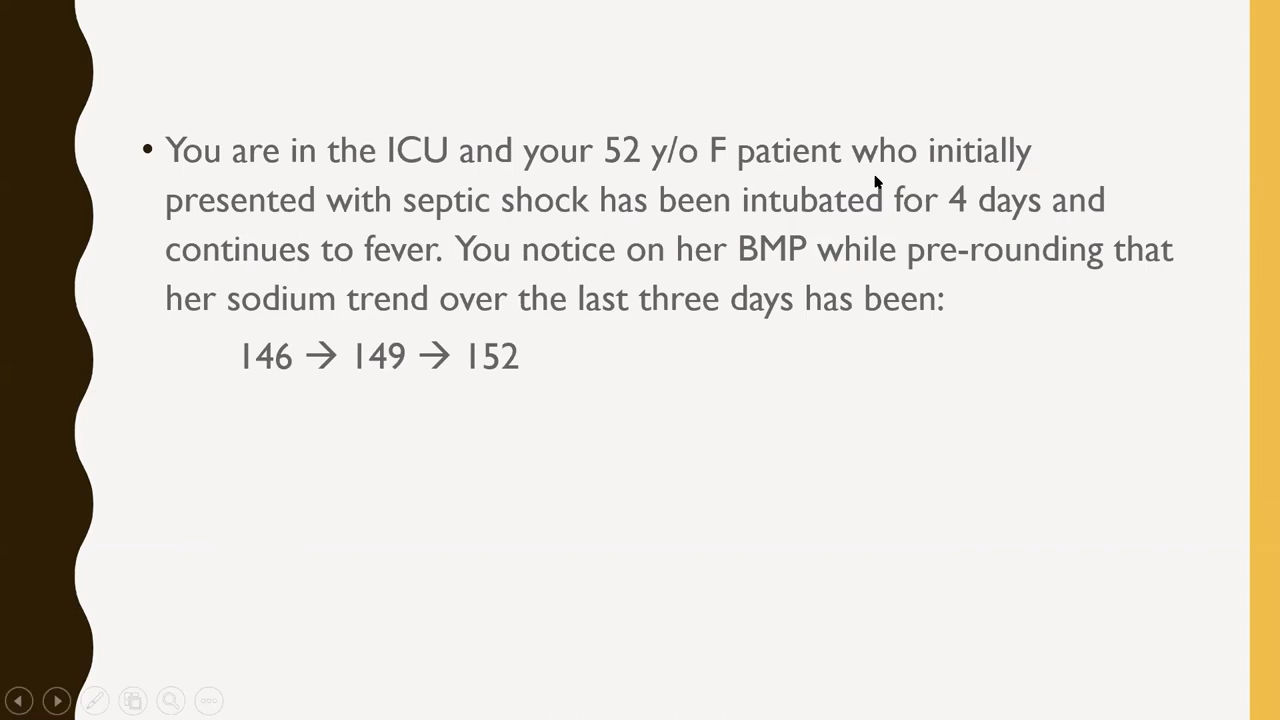 • You are in the ICU and your 52 y/o F patient who initially
presented with septic shock has been intubated for 4 days and
continues to fever.  You notice on her BMP while pre-rounding that
her sodium trend over the last three days has been:
146 → 149 → 152